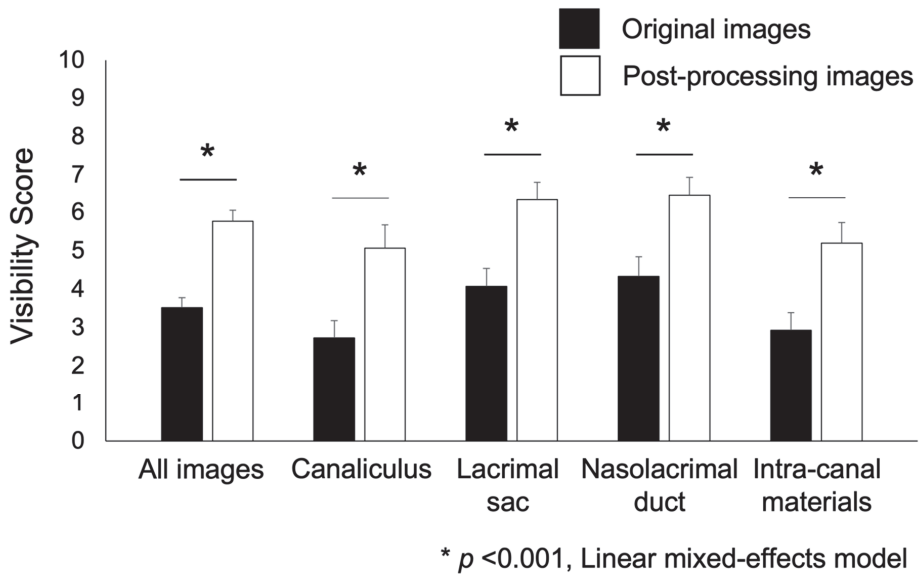 Original images
Post-processing images
Visibility Score
10
9
8
7
6
5
4
3
2
1
0
*
*
*
*
*
All images
Canaliculus
Lacrimal
sac
Nasolacrimal
duct
Intra-canal
materials
* p <0.001, Linear mixed-effects model